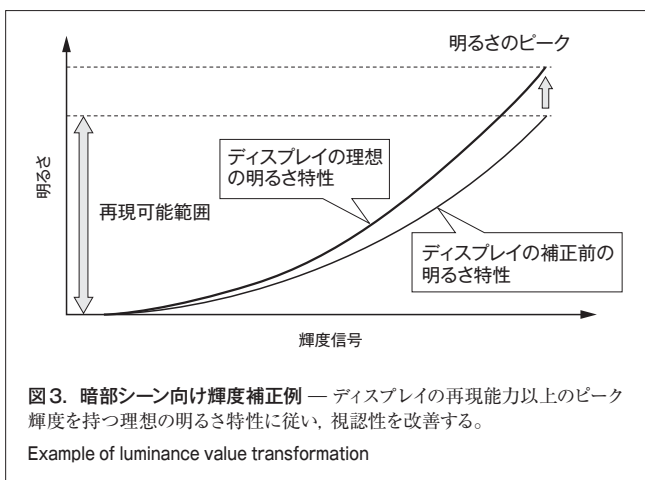 明るさのピーク
ディスプレイの理想
の明るさ特性
明るさ
再現可能範囲
ディスプレイの補正前の
明るさ特性
輝度信号
図3. 暗部シーン向け輝度補正例 — ディスプレイの再現能力以上のピーク
輝度を持つ理想の明るさ特性に従い，視認性を改善する。
Example of luminance value transformation